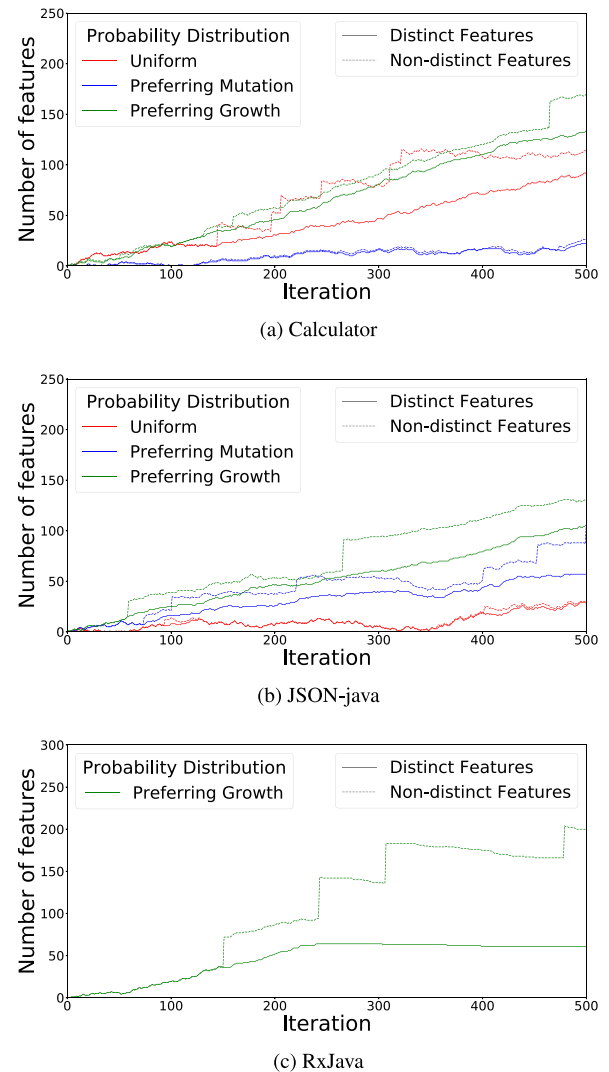 250
200
150
100
50
0
Number of features
Probability Distribution
Uniform
Preferring Mutation
Preferring Growth
Distinct Features
Non-distinct Features
0 100 200 300 400 500
Iteration
(a) Calculator
250
200
150
100
50
0
Number of features
Probability Distribution
Uniform
Preferring Mutation
Preferring Growth
Distinct Features
Non-distinct Features
0 100 200 300 400 500
Iteration
(b) JSON-java
300
250
200
150
100
50
0
Number of features
Probability Distribution
Preferring Growth
Distinct Features
Non-distinct Features
0 100 200 300 400 500
Iteration
(c) RxJava